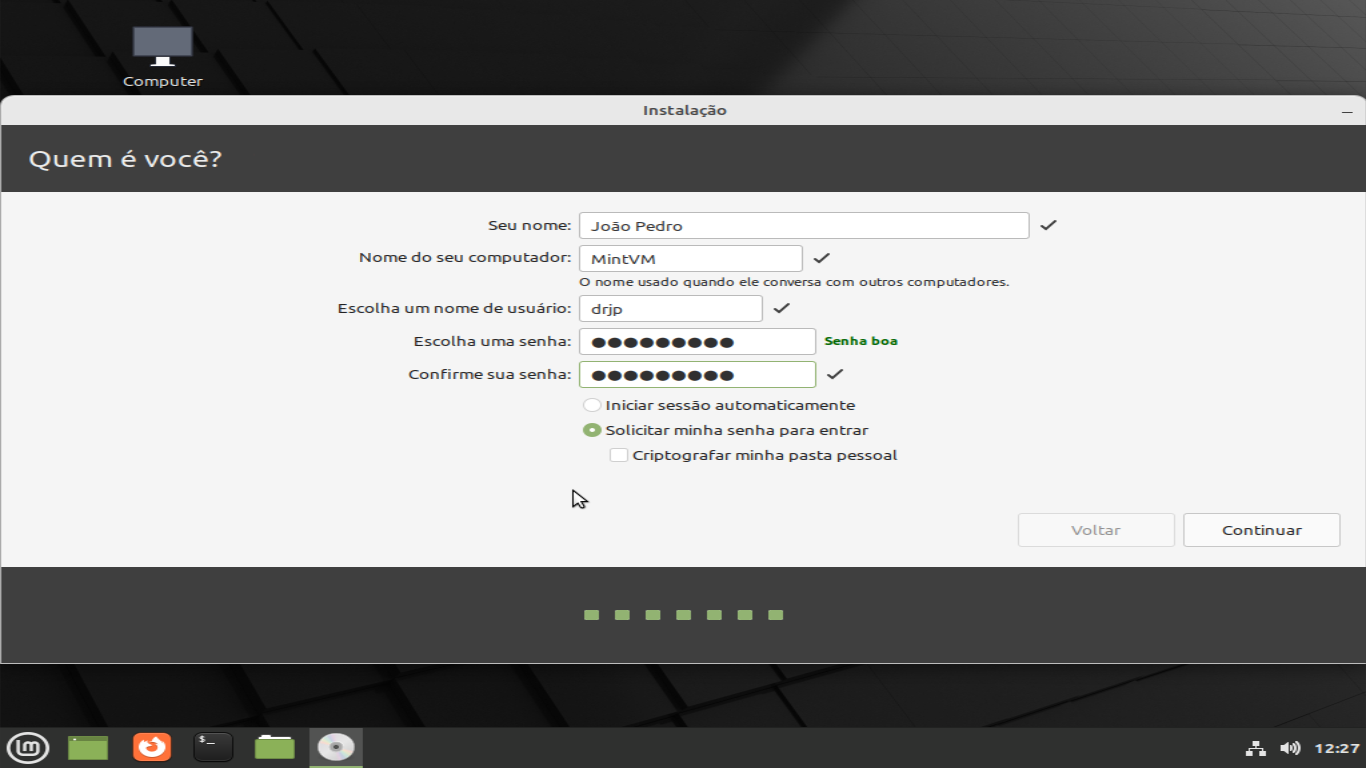 Computer
Instalação
Quem é você?
Seu nome: João Pedro
Nome do seu computador: MintVM
O nome usado quando ele conversa com outros computadores.
Escolha um nome de usuário: drjp
Escolha uma senha: ●●●●●●●●● Senha boa
Confirme sua senha: ●●●●●●●●●
Iniciar sessão automaticamente
Solicitar minha senha para entrar
Criptografar minha pasta pessoal
Voltar Continuar
$_ 12:27